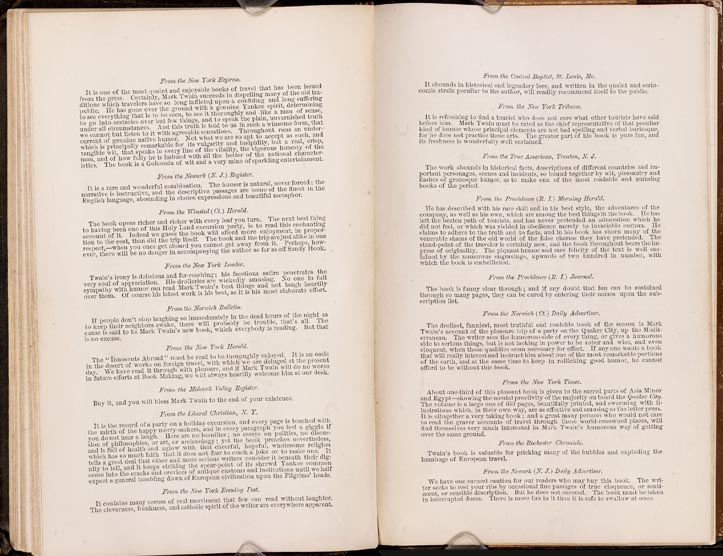 From the New York Express.
It is one of the most quaint and enjoyable books of travel that has been issued
from the press. Certainly, Mark Twain succeeds in dispelling many of the old tra-
ditions which travelers have so long inflicted upon a confiding and long suffering
public. He has gone over the ground with a genuine Yankee spirit, determining
to see everything that is to be seen, to see it thoroughly and like a man of sense,
to go into ecstacies over but few things, and to speak the plain, unvarnished truth
under all circumstances. And this truth is told to us in such a winsome form, that
we cannot but listen to it with agreeable sensations. Throughout runs an under-
current of genuine native humor. Not what we are so apt to accept as such, and
which is principally remarkable for its vulgarity and insipidity, but a real, crisp,
tangible wit, that speaks in every line of the vitality, the vigorous honesty of the
man, and of how fully he is imbued with all the better of the national character-
istics. The book is a Golconda of wit and a very mine of sparkling entertainment.
From the Newark (N. J.) Register.
It is a rare and wonderful combination. The humor is natural, never forced; the
narrative is instructive, and the descriptive passages are some of the finest in the
English language, abounding in choice expressions and beautiful metaphor.
From the Winsted (Ct.) Herald.
The book opens richer and richer with every leaf you turn. The next best thing
to having been one of this Holy Land excursion party, is to read this enchanting
account of it. Indeed we guess the book will afford more enjoyment, in propor-
tion to the cost, than did the trip itself. The book and the trip are just alike in one
respect,—when you once get aboard you cannot get away from it. Perhaps, how-
ever, there will be no danger in accompanying the author as far as off Sandy Hook.
From the New York Leader.
Twain's irony is delicious and far-reaching; his facetious satire penetrates the
very soul of appreciation. His drolleries are wickedly amusing. No one in full
sympathy with humor can read Mark Twain's best things and not laugh heartily
over them. Of course his latest work is his best, as it is his most elaborate effort.
From the Norwich Bulletin.
If people don't stop laughing so immoderately in the dead hours of the night as
to keep their neighbors awake, there will probably be trouble, that's all. The
cause is said to be Mark Twain's new book, which everybody is reading. But that
is no excuse.
From the New York Herald.
The "Innocents Abroad" must be read to be thoroughly enjoyed. It is an oasis
in the desert of works on foreign travel, with which we are deluged at the present
day. We have read it through with pleasure, and if Mark Twain will do no worse
in future efforts at Book Making, we will always heartily welcome him at our desk.
From the Mohawk Valley Register.
Buy it, and you will bless Mark Twain to the end of your existence.
From the Liberal Christian, N. Y.
It is the record of a party on a holiday excursion, and every page is touched with
the mirth of the happy merry-makers, and in every paragraph you feel a giggle if
you do not hear a laugh. Here are no homilies; no essays on politics, no discus-
sion of philosophies, or art, or archæology; yet the book preaches nevertheless,
and is full of health and aglow with that cheerful, hopeful, wholesome religion
which has so much faith that it does not fear to crack a joke or to make one. It
tells a great deal that other and more serious writers consider it beneath their dig-
nity to tell, and it keeps striking the spear-point of its shrewd Yankee common
sense into the cracks and crevices of antique customs and institutions until we half
expect a general tumbling down of European civilization upon the Pilgrims' heads.
From the New York Evening Post.
It contains many scenes of real merriment that few can read without laughter.
The cleverness, frankness, and catholic spirit of the writer are everywhere apparent.
From the Central Baptist, St. Louis, Mo.
It abounds in historical and legendary lore, and written in the quaint and serio-
comic strain peculiar to the author, will readily recommend itself to the public.
From the New York Tribune.
It is refreshing to find a tourist who does not care what other tourists have said
before him. Mark Twain must be rated as the chief representative of that peculiar
kind of humor whose principal elements are not bad spelling and verbal burlesque,
for he does not practice these arts. The greater part of his book is pure fun, and
its freshness is wonderfully well sustained.
From the True American, Trenton, N. J.
The work abounds in historical facts, descriptions of different countries and im-
portant personages, scenes and incidents, so bound together by wit, pleasantry and
flashes of grotesque humor, as to make one of the most readable and amusing
books of the period.
From the Providence (R. I.) Morning Herald.
He has described with rare skill and in his best style, the adventures of the
company, as well as his own, which are among the best things in the book. He has
left the beaten path of tourists, and has never pretended an admiration which he
did not feel, or which was yielded in obedience merely to invariable custom. He
claims to adhere to the truth and to facts, and in his book has shorn many of the
venerable shams of the old world of the false charms they have pretended. The
stand-point of the traveler is certainly new, and the book throughout bears the im-
press of originality. The piquant humor and rare felicity of the text is well sus-
tained by the numerous engravings, upwards of two hundred in number, with
which the book is embellished.
From the Providence (R. I.) Journal.
The book is funny clear through; and if any doubt that fun can be sustained
through so many pages, they can be cured by entering their names upon the sub-
scription list.
From the Norwich (Ct.) Daily Advertiser.
The drollest, funniest, most truthful and readable book of the season is Mark
Twain's account of the pleasure trip of a party on the Quaker City, up the Medit-
erranean. The writer sees the humorous side of every thing, or gives a humorous
side to serious things, but is not lacking in power to be sober and wise, and even
eloquent, when those qualities are necessary for effect. If any one wants a book
that will really interest and instruct him about one of the most remarkable portions
of the earth, and at the same time to keep in rollicking good humor, he cannot
afford to be without this book.
From the New York Times.
About one-third of this pleasant book is given to the sacred parts of Asia Minor
and Egypt—showing the mental proclivity of the majority on board the Quaker City.
The volume is a large one of 650 pages, beautifully printed, and swarming with il-
lustrations which, in their own way, are as effective and amusing as the letter press.
It is altogether a very taking book; and a great many persons who would not care
to read the graver accounts of travel through these world renowned places, will
find themselves very much interested in Mark Twain's humorous way of getting
over the same ground.
From the Rochester Chronicle.
Twain's book is valuable for pricking many of the bubbles and exploding the
humbugs of European travel.
From the Newark (N. J.) Daily Advertiser.
We have one earnest caution for our readers who may buy this book. The wri-
ter seeks to rest your ribs by occasional fine passages of true eloquence, or senti-
ment, or sensible description. But he does not succeed. The book must be taken
in interrupted doses. There is more fun in it than it is safe to swallow at once.